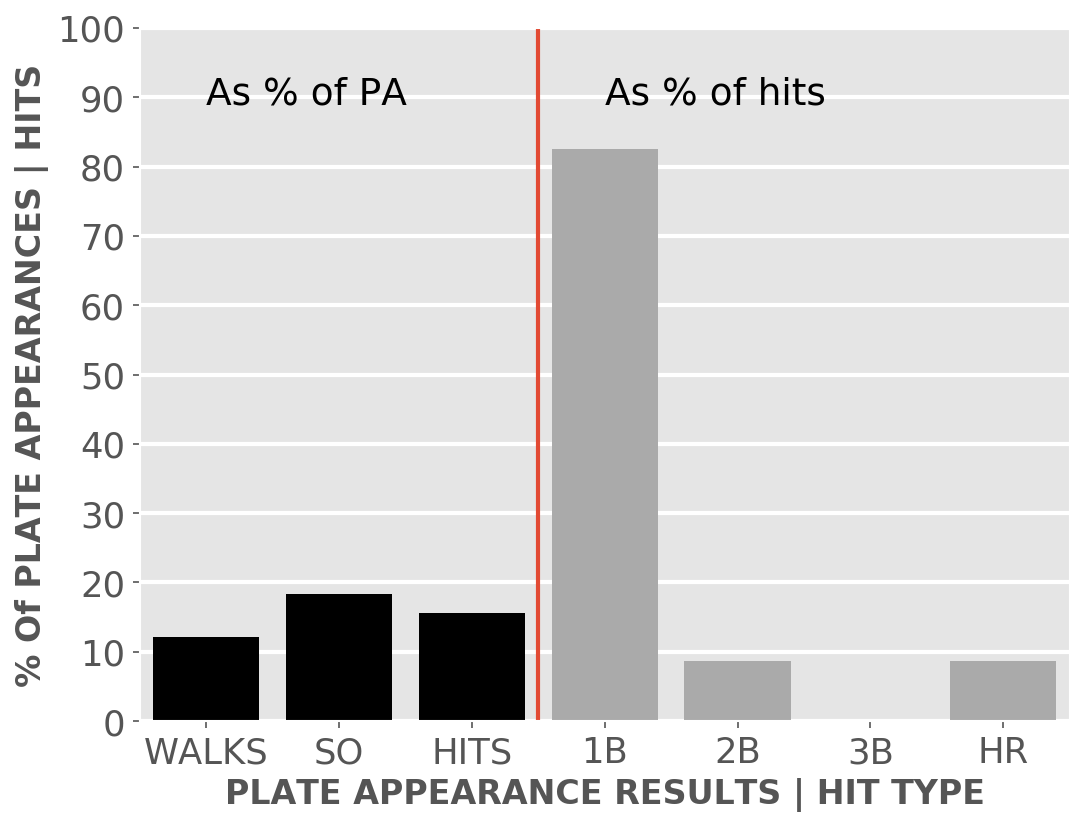 100
90
80
70
60
50
40
30
20
10
0
% Of PLATE APPEARANCES | HITS
As % of PA
As % of hits
WALKS SO HITS 1B 2B 3B HR
PLATE APPEARANCE RESULTS | HIT TYPE